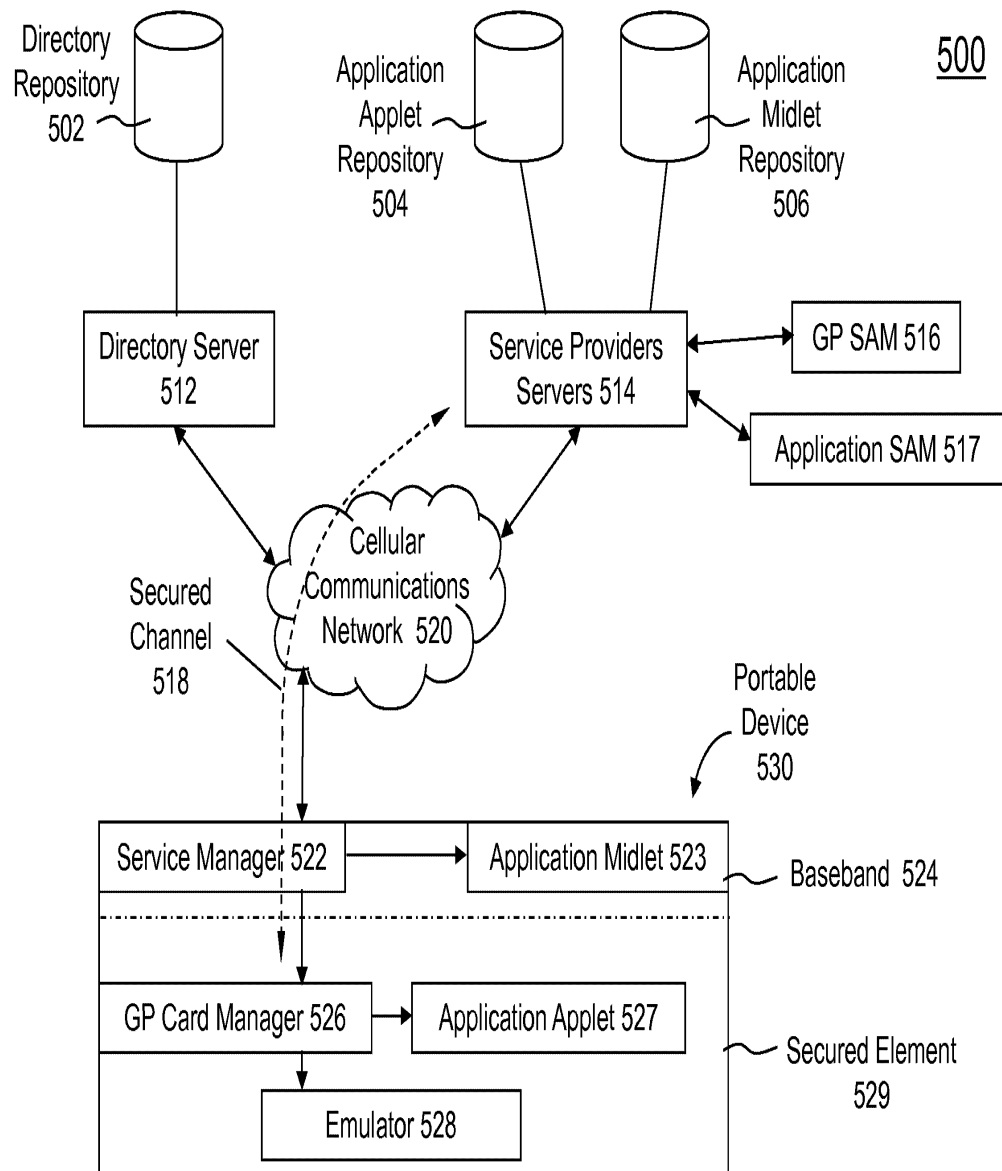 Directory
Repository
502
Application
Applet
Repository
504
Application
Midlet
Repository
506
500
Directory Server
512
Service Providers
Servers 514
GP SAM 516
Application SAM 517
Cellular
Communications
Network 520
Secured
Channel
518
Portable
Device
530
Service Manager 522
Application Midlet 523
Baseband 524
GP Card Manager 526
Application Applet 527
Secured Element
529
Emulator 528